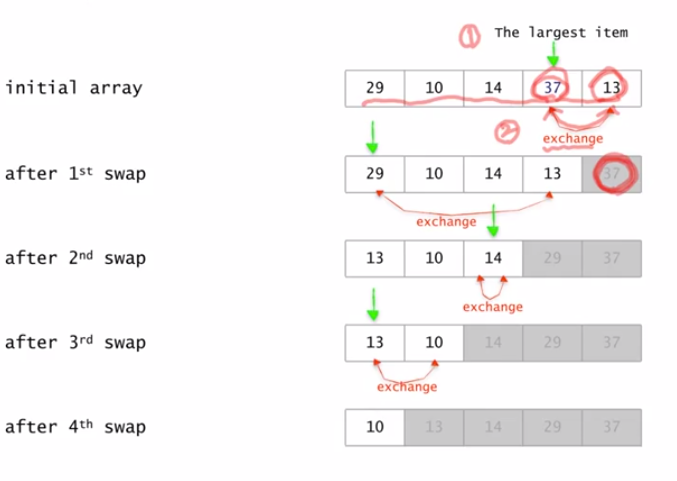 ① The largest item
initial array 29 10 14 37 13
② exchange
after 1st swap 29 10 14 13 37
exchange
after 2nd swap 13 10 14 29 37
exchange
after 3rd swap 13 10 14 29 37
exchange
after 4th swap 10 13 14 29 37